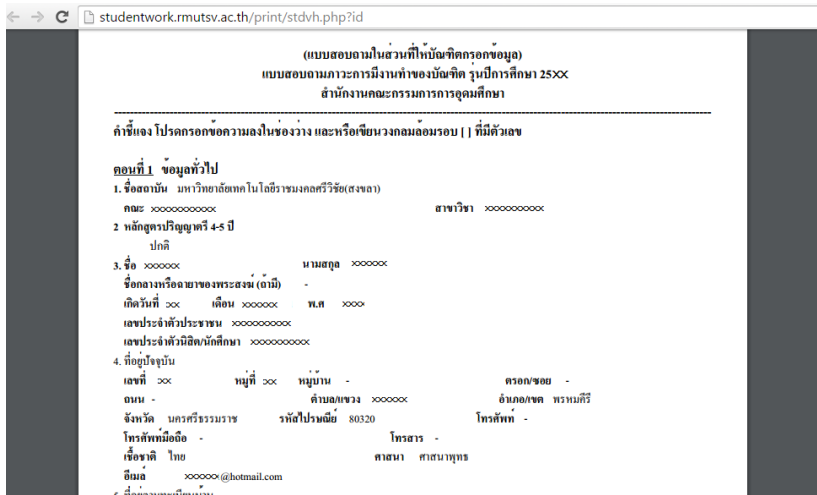 studentwork.rmutsv.ac.th/print/stdvh.php?id
(แบบสอบถามในส่วนที่ให้บัณฑิตกรอกข้อมูล)
แบบสอบถามภาวะการมีงานทำของบัณฑิต รุ่นปีการศึกษา 25XX
สำนักงานคณะกรรมการการอุดมศึกษา
คำชี้แจง โปรดกรอกข้อความลงในช่องว่าง และหรือเขียนวงกลมล้อมรอบ [ ] ที่มีตัวเลข
ตอนที่ 1 ข้อมูลทั่วไป
1. ชื่อสถาบัน มหาวิทยาลัยเทคโนโลยีราชมงคลศรีวิชัย(สงขลา)
คณะ xxxxxxxxxxx สาขาวิชา xxxxxxxxxx
2 หลักสูตรปริญญาตรี 4-5 ปี
ปกติ
3. ชื่อ xxxxxx นามสกุล xxxxxx
ชื่อกลางหรือฉายาของพระสงฆ์ (ถ้ามี) -
เกิดวันที่ xx เดือน xxxxxx พ.ศ xxxx
เลขประจำตัวประชาชน xxxxxxxxxx
เลขประจำตัวนิสิต/นักศึกษา xxxxxxxxxx
4. ที่อยู่ปัจจุบัน
เลขที่ xx หมู่ที่ xx หมู่บ้าน - ตรอก/ซอย -
ถนน - ตำบล/แขวง xxxxxx อำเภอ/เขต พรหมคีรี
จังหวัด นครศรีธรรมราช รหัสไปรษณีย์ 80320 โทรศัพท์ -
โทรศัพท์มือถือ - โทรสาร -
เชื้อชาติ ไทย ศาสนา ศาสนาพุทธ
อีเมล์ xxxxxx@hotmail.com